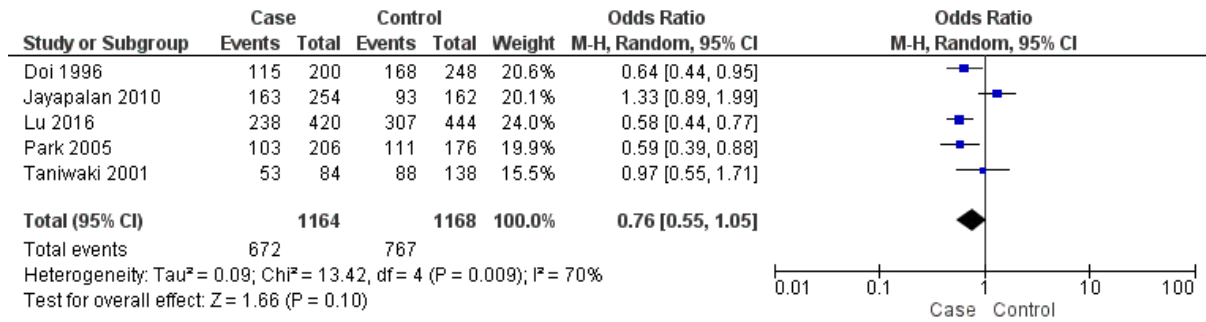 Case Control Odds Ratio Odds Ratio
Study or Subgroup Events Total Events Total Weight M-H, Random, 95% CI M-H, Random, 95% CI
Doi 1996 115 200 168 248 20.6% 0.64 [0.44, 0.95]
Jayapalan 2010 163 254 93 162 20.1% 1.33 [0.89, 1.99]
Lu 2016 238 420 307 444 24.0% 0.58 [0.44, 0.77]
Park 2005 103 206 111 176 19.9% 0.59 [0.39, 0.88]
Taniwaki 2001 53 84 88 138 15.5% 0.97 [0.55, 1.71]
Total (95% CI) 1164 1168 100.0% 0.76 [0.55, 1.05]
Total events 672 767
Heterogeneity: Tau² = 0.09; Chi² = 13.42, df = 4 (P = 0.009); I² = 70%
Test for overall effect: Z = 1.66 (P = 0.10)
0.01 0.1 1 10 100
Case Control